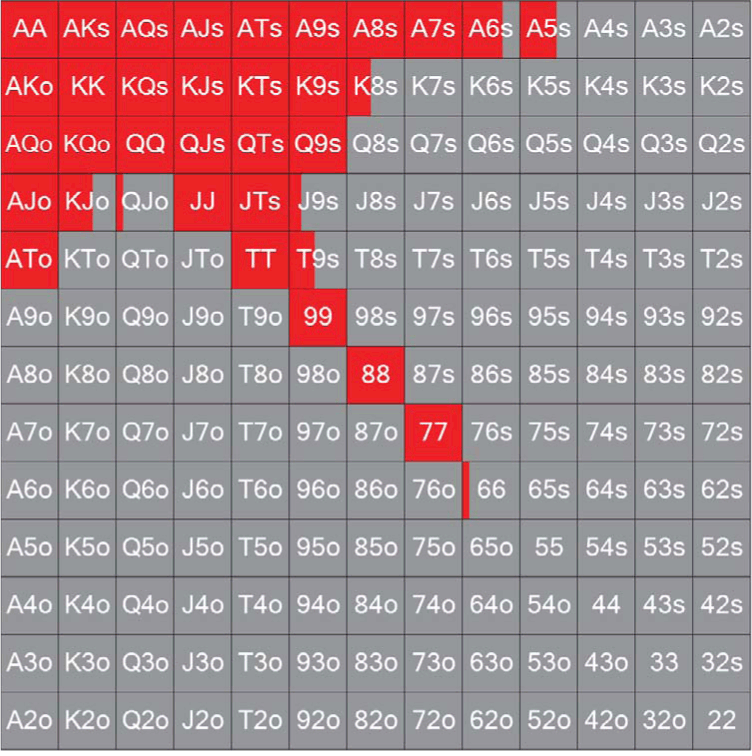 AA AKs AQs AJs ATs A9s A8s A7s A6s A5s A4s A3s A2s
AKo KK KQs KJs KTs K9s K8s K7s K6s K5s K4s K3s K2s
AQo KQo QQ QJs QTs Q9s Q8s Q7s Q6s Q5s Q4s Q3s Q2s
AJo KJo QJo JJ JTs J9s J8s J7s J6s J5s J4s J3s J2s
ATo KTo QTo JTo TT T9s T8s T7s T6s T5s T4s T3s T2s
A9o K9o Q9o J9o T9o 99 98s 97s 96s 95s 94s 93s 92s
A8o K8o Q8o J8o T8o 98o 88 87s 86s 85s 84s 83s 82s
A7o K7o Q7o J7o T7o 97o 87o 77 76s 75s 74s 73s 72s
A6o K6o Q6o J6o T6o 96o 86o 76o 66 65s 64s 63s 62s
A5o K5o Q5o J5o T5o 95o 85o 75o 65o 55 54s 53s 52s
A4o K4o Q4o J4o T4o 94o 84o 74o 64o 54o 44 43s 42s
A3o K3o Q3o J3o T3o 93o 83o 73o 63o 53o 43o 33 32s
A2o K2o Q2o J2o T2o 92o 82o 72o 62o 52o 42o 32o 22